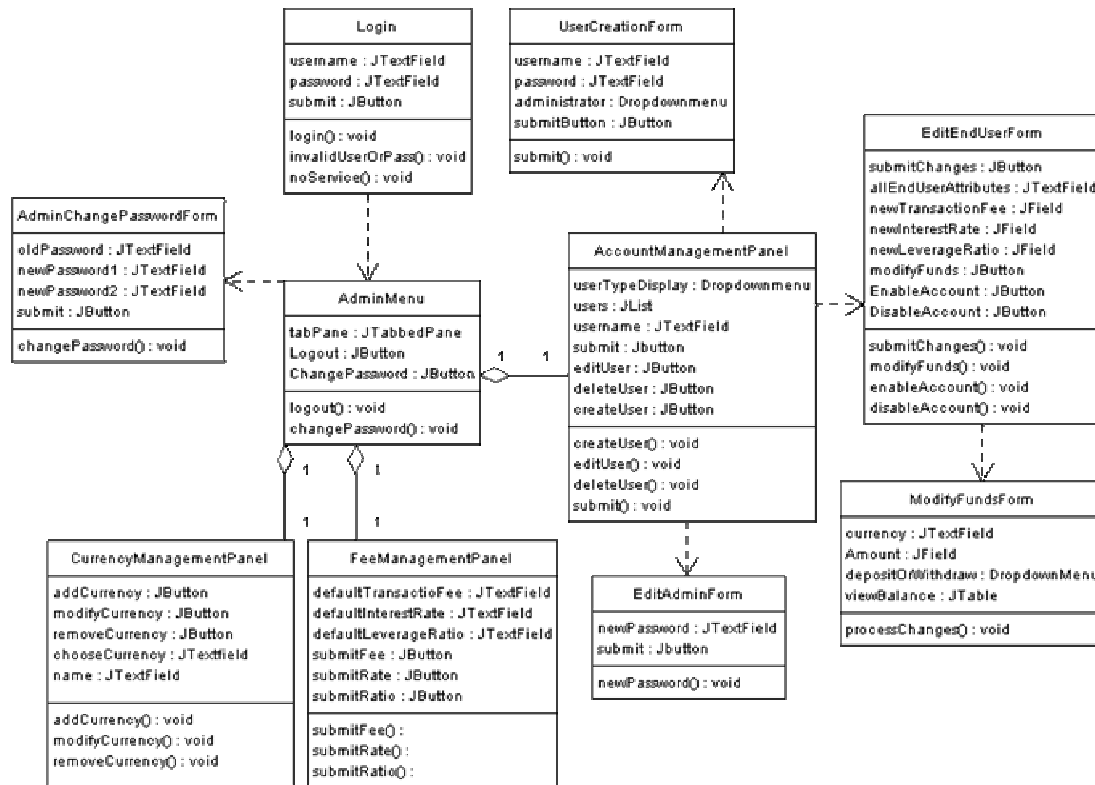 Login
username : JTextField
password : JTextField
submit : JButton
login() : void
invalidUserOrPass() : void
noService() : void
UserCreationForm
username : JTextField
password : JTextField
administrator : Dropdownmenu
submitButton : JButton
submit() : void
EditEndUserForm
submitChanges : JButton
allEndUserAttributes : JTextField
newTransactionFee : JField
newInterestRate : JField
newLeverageRatio : JField
modifyFunds : JButton
EnableAccount : JButton
DisableAccount : JButton
submitChanges() : void
modifyFunds() : void
enableAccount() : void
disableAccount() : void
AdminChangePasswordForm
oldPassword : JTextField
newPassword1 : JTextField
newPassword2 : JTextField
submit : JButton
changePassword() : void
AdminMenu
tabPane : JTabbedPane
Logout : JButton
ChangePassword : JButton
logout() : void
changePassword() : void
1 1
AccountManagementPanel
userTypeDisplay : Dropdownmenu
users : JList
username : JTextField
submit : Jbutton
editUser : JButton
deleteUser : JButton
createUser : JButton
createUser() : void
editUser() : void
deleteUser() : void
submit() : void
1 1
1 1
CurrencyManagementPanel
addCurrency : JButton
modifyCurrency : JButton
removeCurrency : JButton
chooseCurrency : JTextfield
name : JTextField
addCurrency() : void
modifyCurrency() : void
removeCurrency() : void
FeeManagementPanel
defaultTransactioFee : JTextField
defaultInterestRate : JTextField
defaultLeverageRatio : JTextField
submitFee : JButton
submitRate : JButton
submitRatio : JButton
submitFee() :
submitRate() :
submitRatio() :
EditAdminForm
newPassword : JTextField
submit : Jbutton
newPassword() : void
ModifyFundsForm
currency : JTextField
Amount : JField
depositOrWithdraw : DropdownMenu
viewBalance : JTable
processChanges() : void